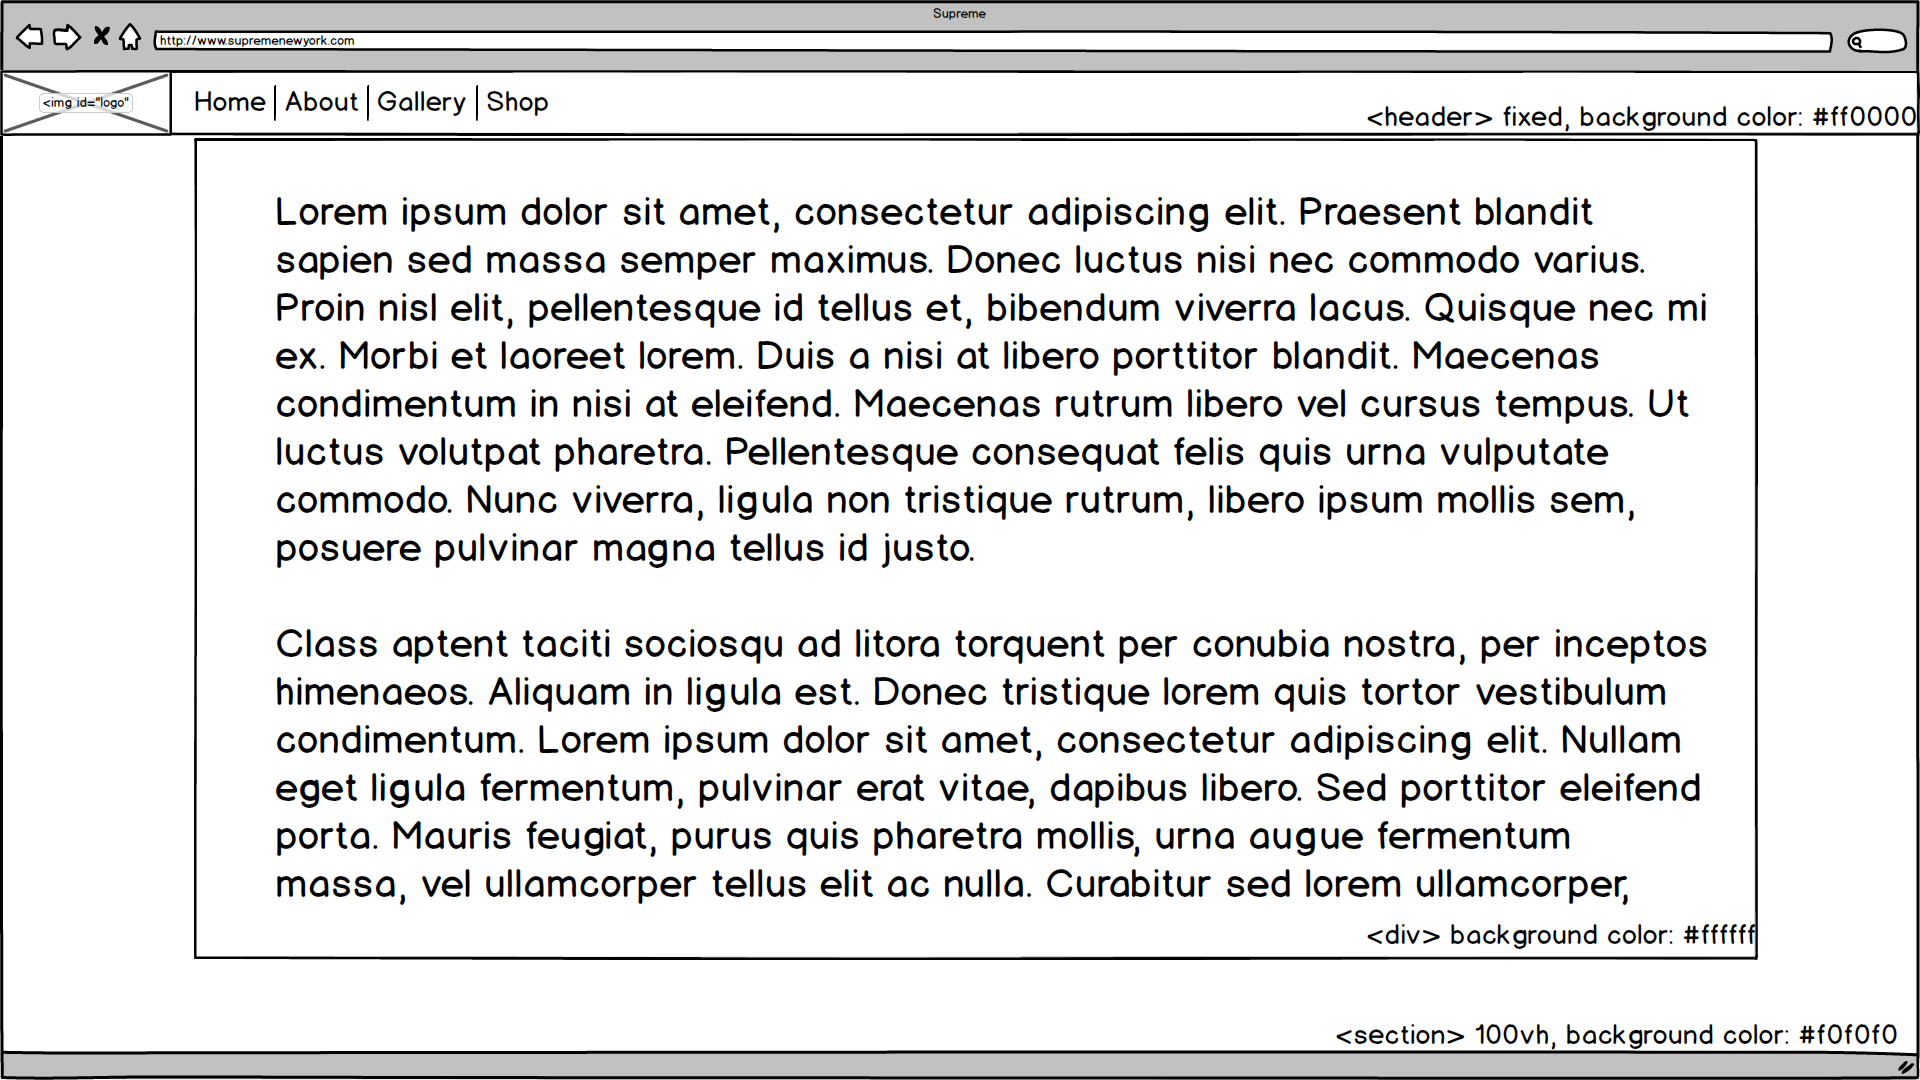 Supreme
http://www.supremenewyork.com
<img id="logo"
Home About Gallery Shop
<header> fixed, background color: #ff0000
Lorem ipsum dolor sit amet, consectetur adipiscing elit. Praesent blandit
sapien sed massa semper maximus. Donec luctus nisi nec commodo varius.
Proin nisl elit, pellentesque id tellus et, bibendum viverra lacus. Quisque nec mi
ex. Morbi et laoreet lorem. Duis a nisi at libero porttitor blandit. Maecenas
condimentum in nisi at eleifend. Maecenas rutrum libero vel cursus tempus. Ut
luctus volutpat pharetra. Pellentesque consequat felis quis urna vulputate
commodo. Nunc viverra, ligula non tristique rutrum, libero ipsum mollis sem,
posuere pulvinar magna tellus id justo.
Class aptent taciti sociosqu ad litora torquent per conubia nostra, per inceptos
himenaeos. Aliquam in ligula est. Donec tristique lorem quis tortor vestibulum
condimentum. Lorem ipsum dolor sit amet, consectetur adipiscing elit. Nullam
eget ligula fermentum, pulvinar erat vitae, dapibus libero. Sed porttitor eleifend
porta. Mauris feugiat, purus quis pharetra mollis, urna augue fermentum
massa, vel ullamcorper tellus elit ac nulla. Curabitur sed lorem ullamcorper,
<div> background color: #ffffff
<section> 100vh, background color: #f0f0f0